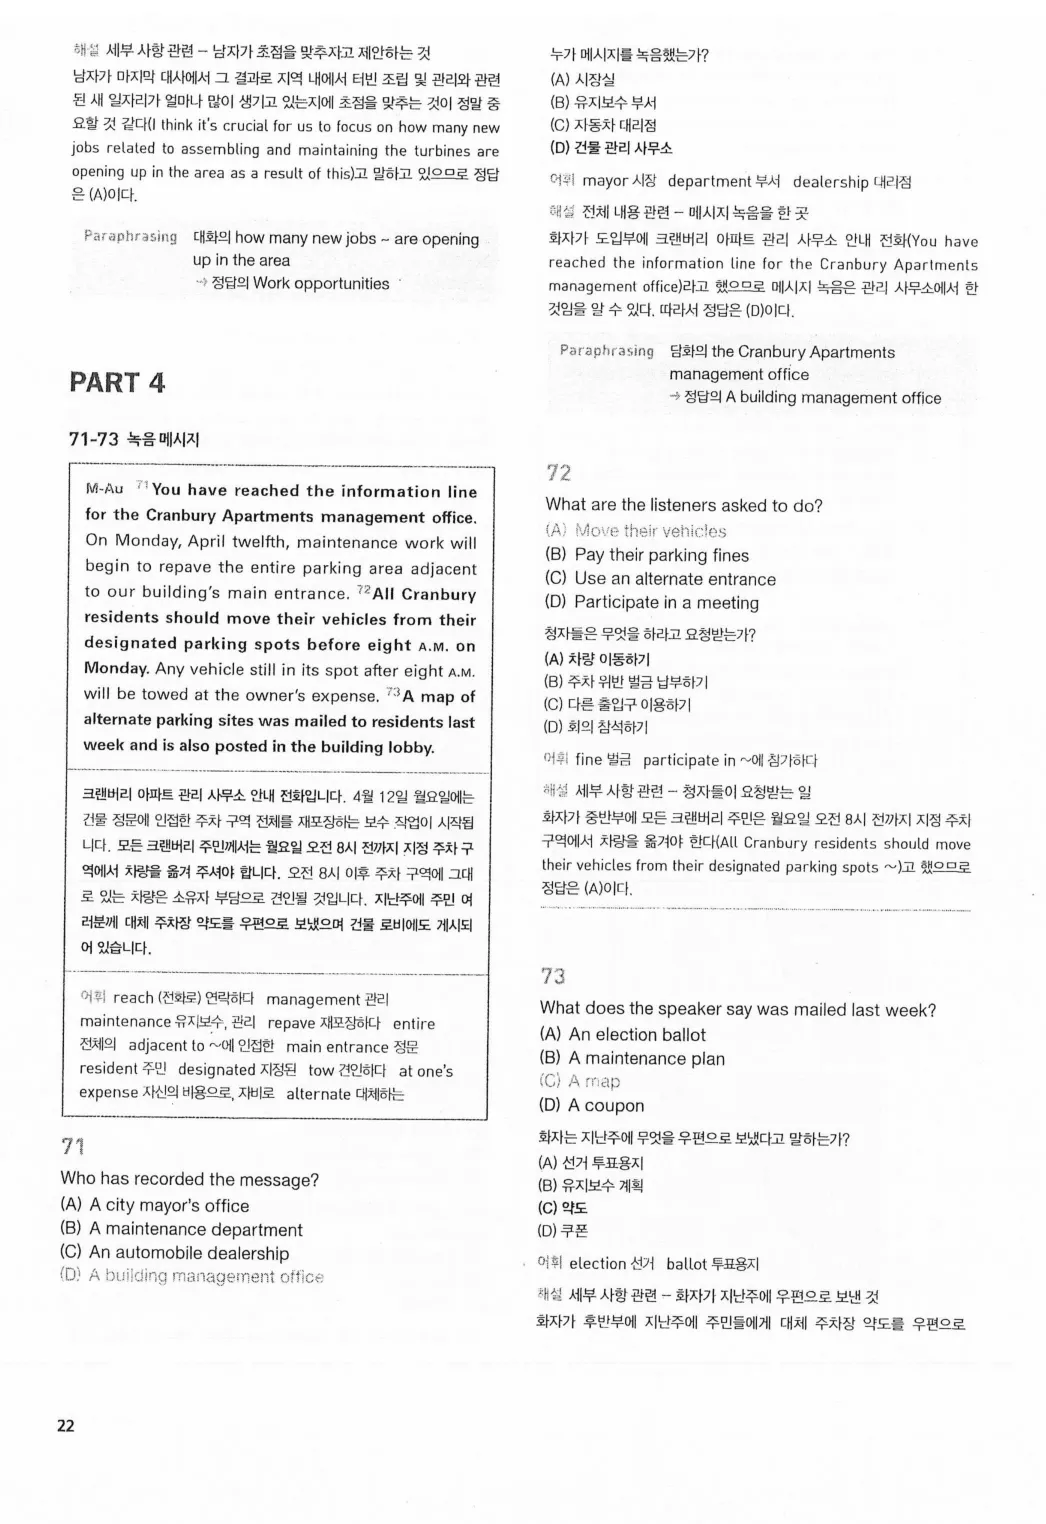 해설 세부 사항 관련 – 남자가 초점을 맞추자고 제안하는 것
남자가 마지막 대사에서 그 결과로 지역 내에서 터빈 조립 및 관리와 관련
된 새 일자리가 얼마나 많이 생기고 있는지에 초점을 맞추는 것이 정말 중
요할 것 같다(I think it's crucial for us to focus on how many new
jobs related to assembling and maintaining the turbines are
opening up in the area as a result of this)고 말하고 있으므로 정답
은 (A)이다.
Paraphrasing 대화의 how many new jobs ~ are opening
up in the area
→ 정답의 Work opportunities
PART 4
71-73 녹음 메시지
M-Au 71You have reached the information line
for the Cranbury Apartments management office.
On Monday, April twelfth, maintenance work will
begin to repave the entire parking area adjacent
to our building's main entrance. 72All Cranbury
residents should move their vehicles from their
designated parking spots before eight A.M. on
Monday. Any vehicle still in its spot after eight A.M.
will be towed at the owner's expense. 73A map of
alternate parking sites was mailed to residents last
week and is also posted in the building lobby.
크랜버리 아파트 관리 사무소 안내 전화입니다. 4월 12일 월요일에는
건물 정문에 인접한 주차 구역 전체를 재포장하는 보수 작업이 시작됩
니다. 모든 크랜버리 주민께서는 월요일 오전 8시 전까지 지정 주차 구
역에서 차량을 옮겨 주셔야 합니다. 오전 8시 이후 주차 구역에 그대
로 있는 차량은 소유자 부담으로 견인될 것입니다. 지난주에 주민 여
러분께 대체 주차장 약도를 우편으로 보냈으며 건물 로비에도 게시되
어 있습니다.
어휘 reach (전화로) 연락하다 management 관리
maintenance 유지보수, 관리 repave 재포장하다 entire
전체의 adjacent to ~에 인접한 main entrance 정문
resident 주민 designated 지정된 tow 견인하다 at one's
expense 자신의 비용으로, 자비로 alternate 대체하는
71
Who has recorded the message?
(A) A city mayor's office
(B) A maintenance department
(C) An automobile dealership
(D) A building management office
누가 메시지를 녹음했는가?
(A) 시장실
(B) 유지보수 부서
(C) 자동차 대리점
(D) 건물 관리 사무소
어휘 mayor 시장 department 부서 dealership 대리점
해설 전체 내용 관련 – 메시지 녹음을 한 곳
화자가 도입부에 크랜버리 아파트 관리 사무소 안내 전화(You have
reached the information line for the Cranbury Apartments
management office)라고 했으므로 메시지 녹음은 관리 사무소에서 한
것임을 알 수 있다. 따라서 정답은 (D)이다.
Paraphrasing 담화의 the Cranbury Apartments
management office
→ 정답의 A building management office
72
What are the listeners asked to do?
(A) Move their vehicles
(B) Pay their parking fines
(C) Use an alternate entrance
(D) Participate in a meeting
청자들은 무엇을 하라고 요청받는가?
(A) 차량 이동하기
(B) 주차 위반 벌금 납부하기
(C) 다른 출입구 이용하기
(D) 회의 참석하기
어휘 fine 벌금 participate in ~에 참가하다
해설 세부 사항 관련 – 청자들이 요청받는 일
화자가 중반부에 모든 크랜버리 주민은 월요일 오전 8시 전까지 지정 주차
구역에서 차량을 옮겨야 한다(All Cranbury residents should move
their vehicles from their designated parking spots ~)고 했으므로
정답은 (A)이다.
73
What does the speaker say was mailed last week?
(A) An election ballot
(B) A maintenance plan
(C) A map
(D) A coupon
화자는 지난주에 무엇을 우편으로 보냈다고 말하는가?
(A) 선거 투표용지
(B) 유지보수 계획
(C) 약도
(D) 쿠폰
어휘 election 선거 ballot 투표용지
해설 세부 사항 관련 – 화자가 지난주에 우편으로 보낸 것
화자가 후반부에 지난주에 주민들에게 대체 주차장 약도를 우편으로
22